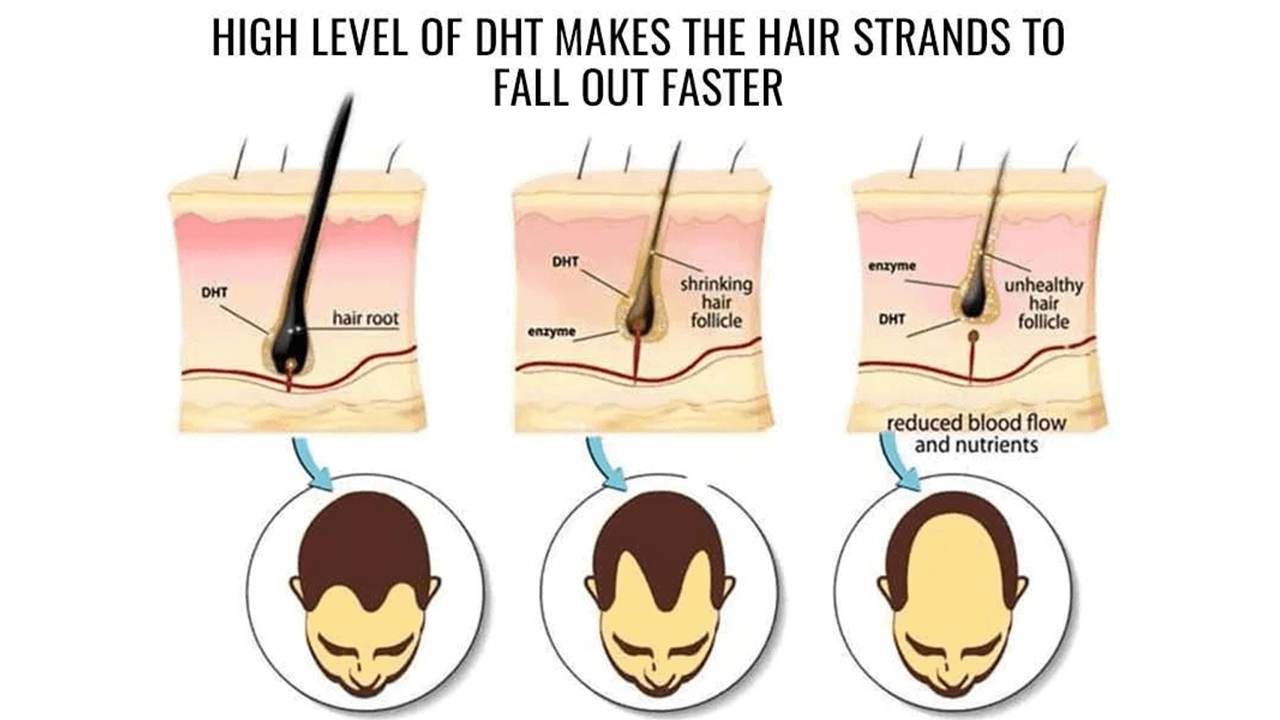 HIGH LEVEL OF DHT MAKES THE HAIR STRANDS TO
FALL OUT FASTER
DHT
hair root
DHT
shrinking
hair
follicle
enzyme
enzyme
unhealthy
hair
follicle
DHT
reduced blood flow
and nutrients